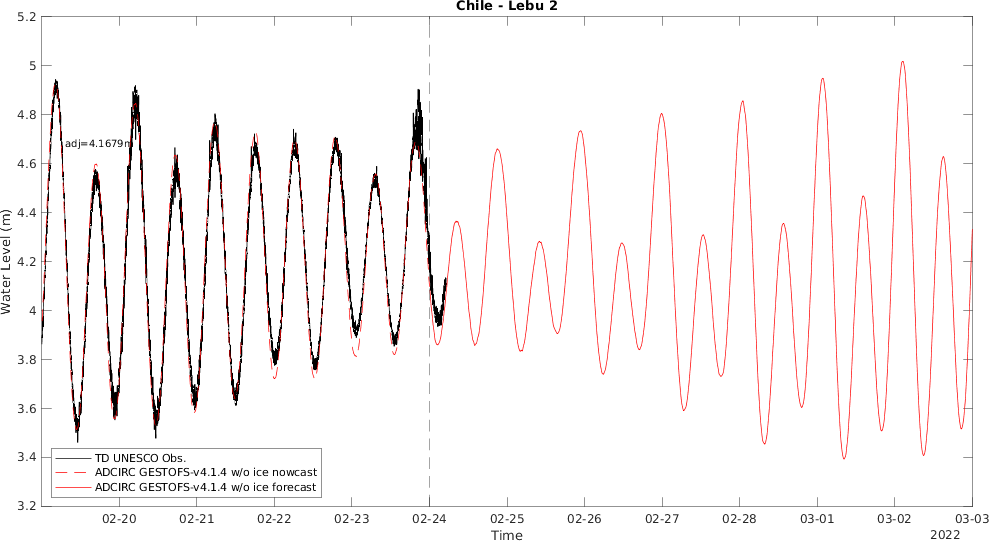 Chile - Lebu 2
5.2
5
4.8
4.6
4.4
4.2
4
3.8
3.6
3.4
3.2
Water Level (m)
adj=4.1679m
TD UNESCO Obs.
ADCIRC GESTOFS-v4.1.4 w/o ice nowcast
ADCIRC GESTOFS-v4.1.4 w/o ice forecast
02-20 02-21 02-22 02-23 02-24 02-25 02-26 02-27 02-28 03-01 03-02 03-03
Time
2022